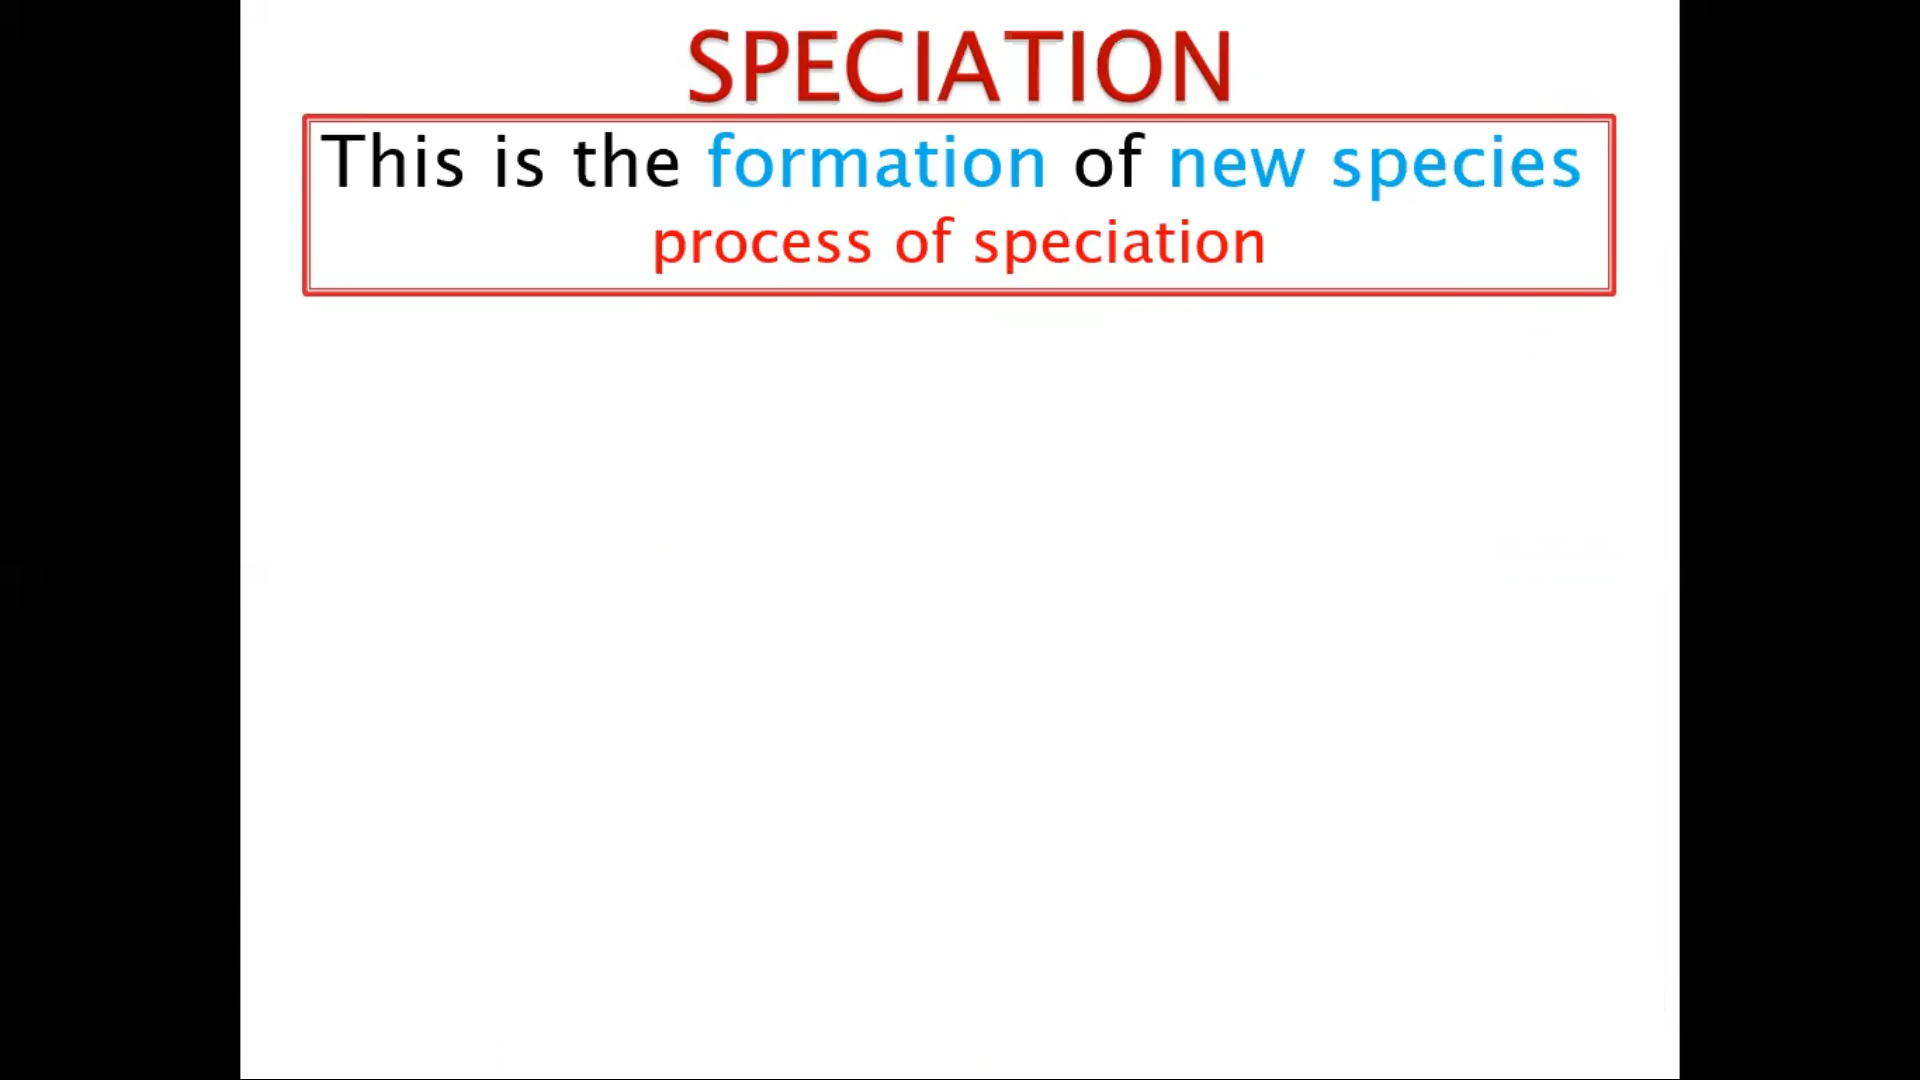 SPECIATION
This is the formation of new species
process of speciation